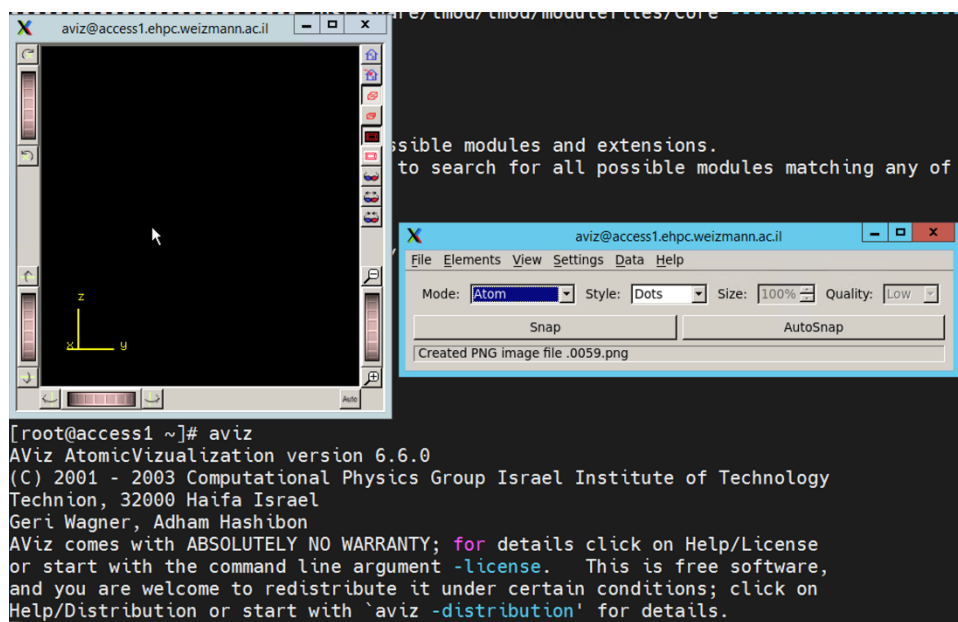 aviz@access1.ehpc.weizmann.ac.il
z
x y
Auto
ssible modules and extensions.
to search for all possible modules matching any of
aviz@access1.ehpc.weizmann.ac.il
File Elements View Settings Data Help
Mode: Atom Style: Dots Size: 100% Quality: Low
Snap AutoSnap
Created PNG image file .0059.png
[root@access1 ~]# aviz
AViz AtomicVizualization version 6.6.0
(C) 2001 - 2003 Computational Physics Group Israel Institute of Technology
Technion, 32000 Haifa Israel
Geri Wagner, Adham Hashibon
AViz comes with ABSOLUTELY NO WARRANTY; for details click on Help/License
or start with the command line argument -license.   This is free software,
and you are welcome to redistribute it under certain conditions; click on
Help/Distribution or start with `aviz -distribution' for details.